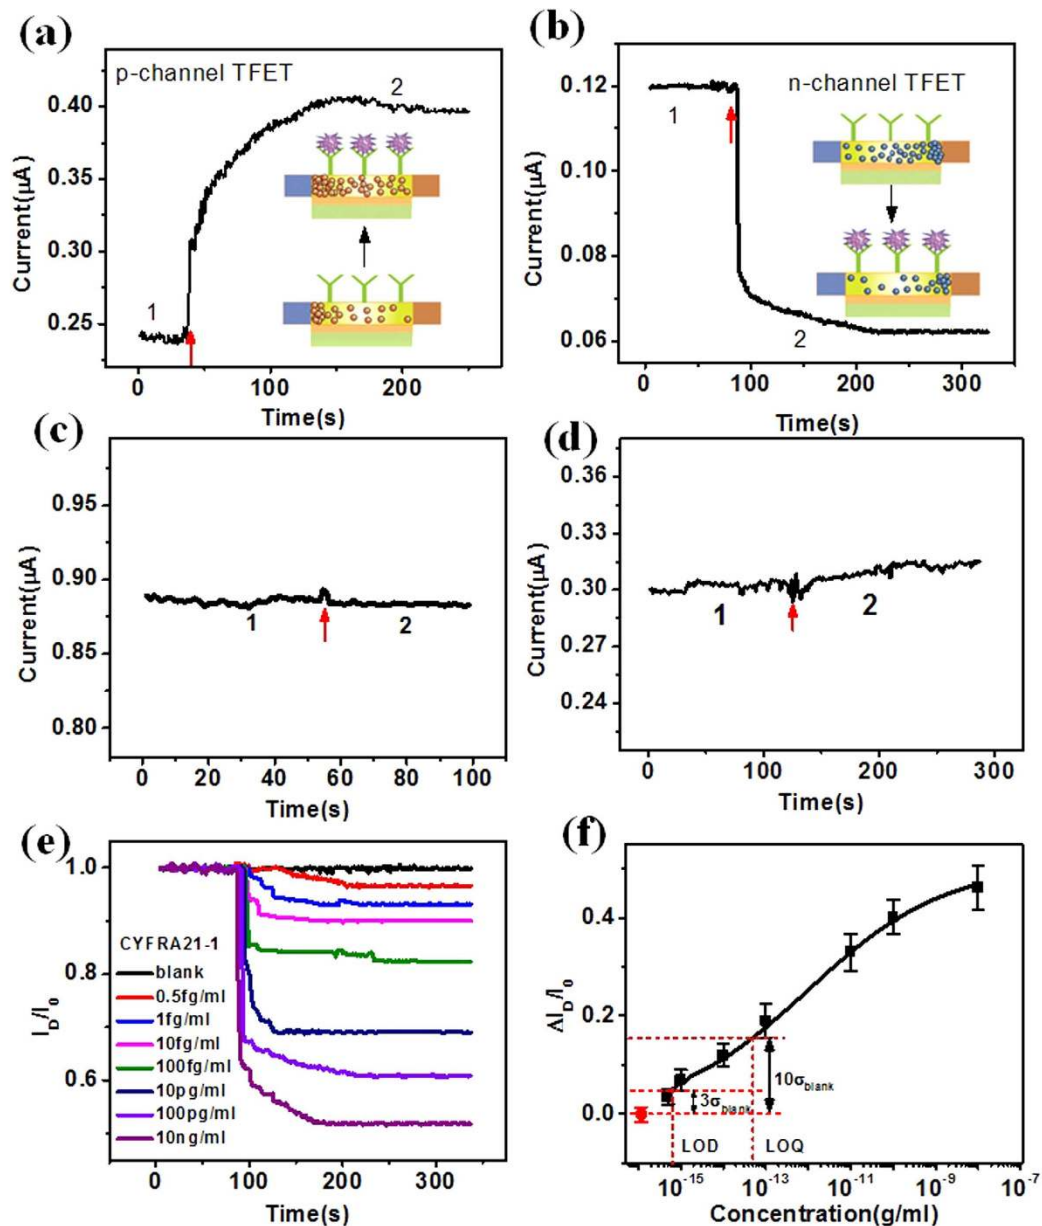 (a)
p-channel TFET
0.40
0.35
0.30
0.25
Current(μA)
1
2
0
100
200
Time(s)
(b)
n-channel TFET
0.12
0.10
0.08
0.06
Current(μA)
1
2
0
100
200
300
Time(s)
(c)
0.95
0.90
0.85
0.80
Current(μA)
1
2
0
20
40
60
80
100
Time(s)
(d)
0.36
0.33
0.30
0.27
0.24
Current(μA)
1
2
0
100
200
300
Time(s)
(e)
1.0
0.8
0.6
I_D/I_0
CYFRA21-1
blank
0.5fg/ml
1fg/ml
10fg/ml
100fg/ml
10pg/ml
100pg/ml
10ng/ml
0
100
200
300
Time(s)
(f)
0.4
0.2
0.0
ΔI_D/I_0
10σ_blank
3σ_blank
LOD
LOQ
10^-15
10^-13
10^-11
10^-9
10^-7
Concentration(g/ml)